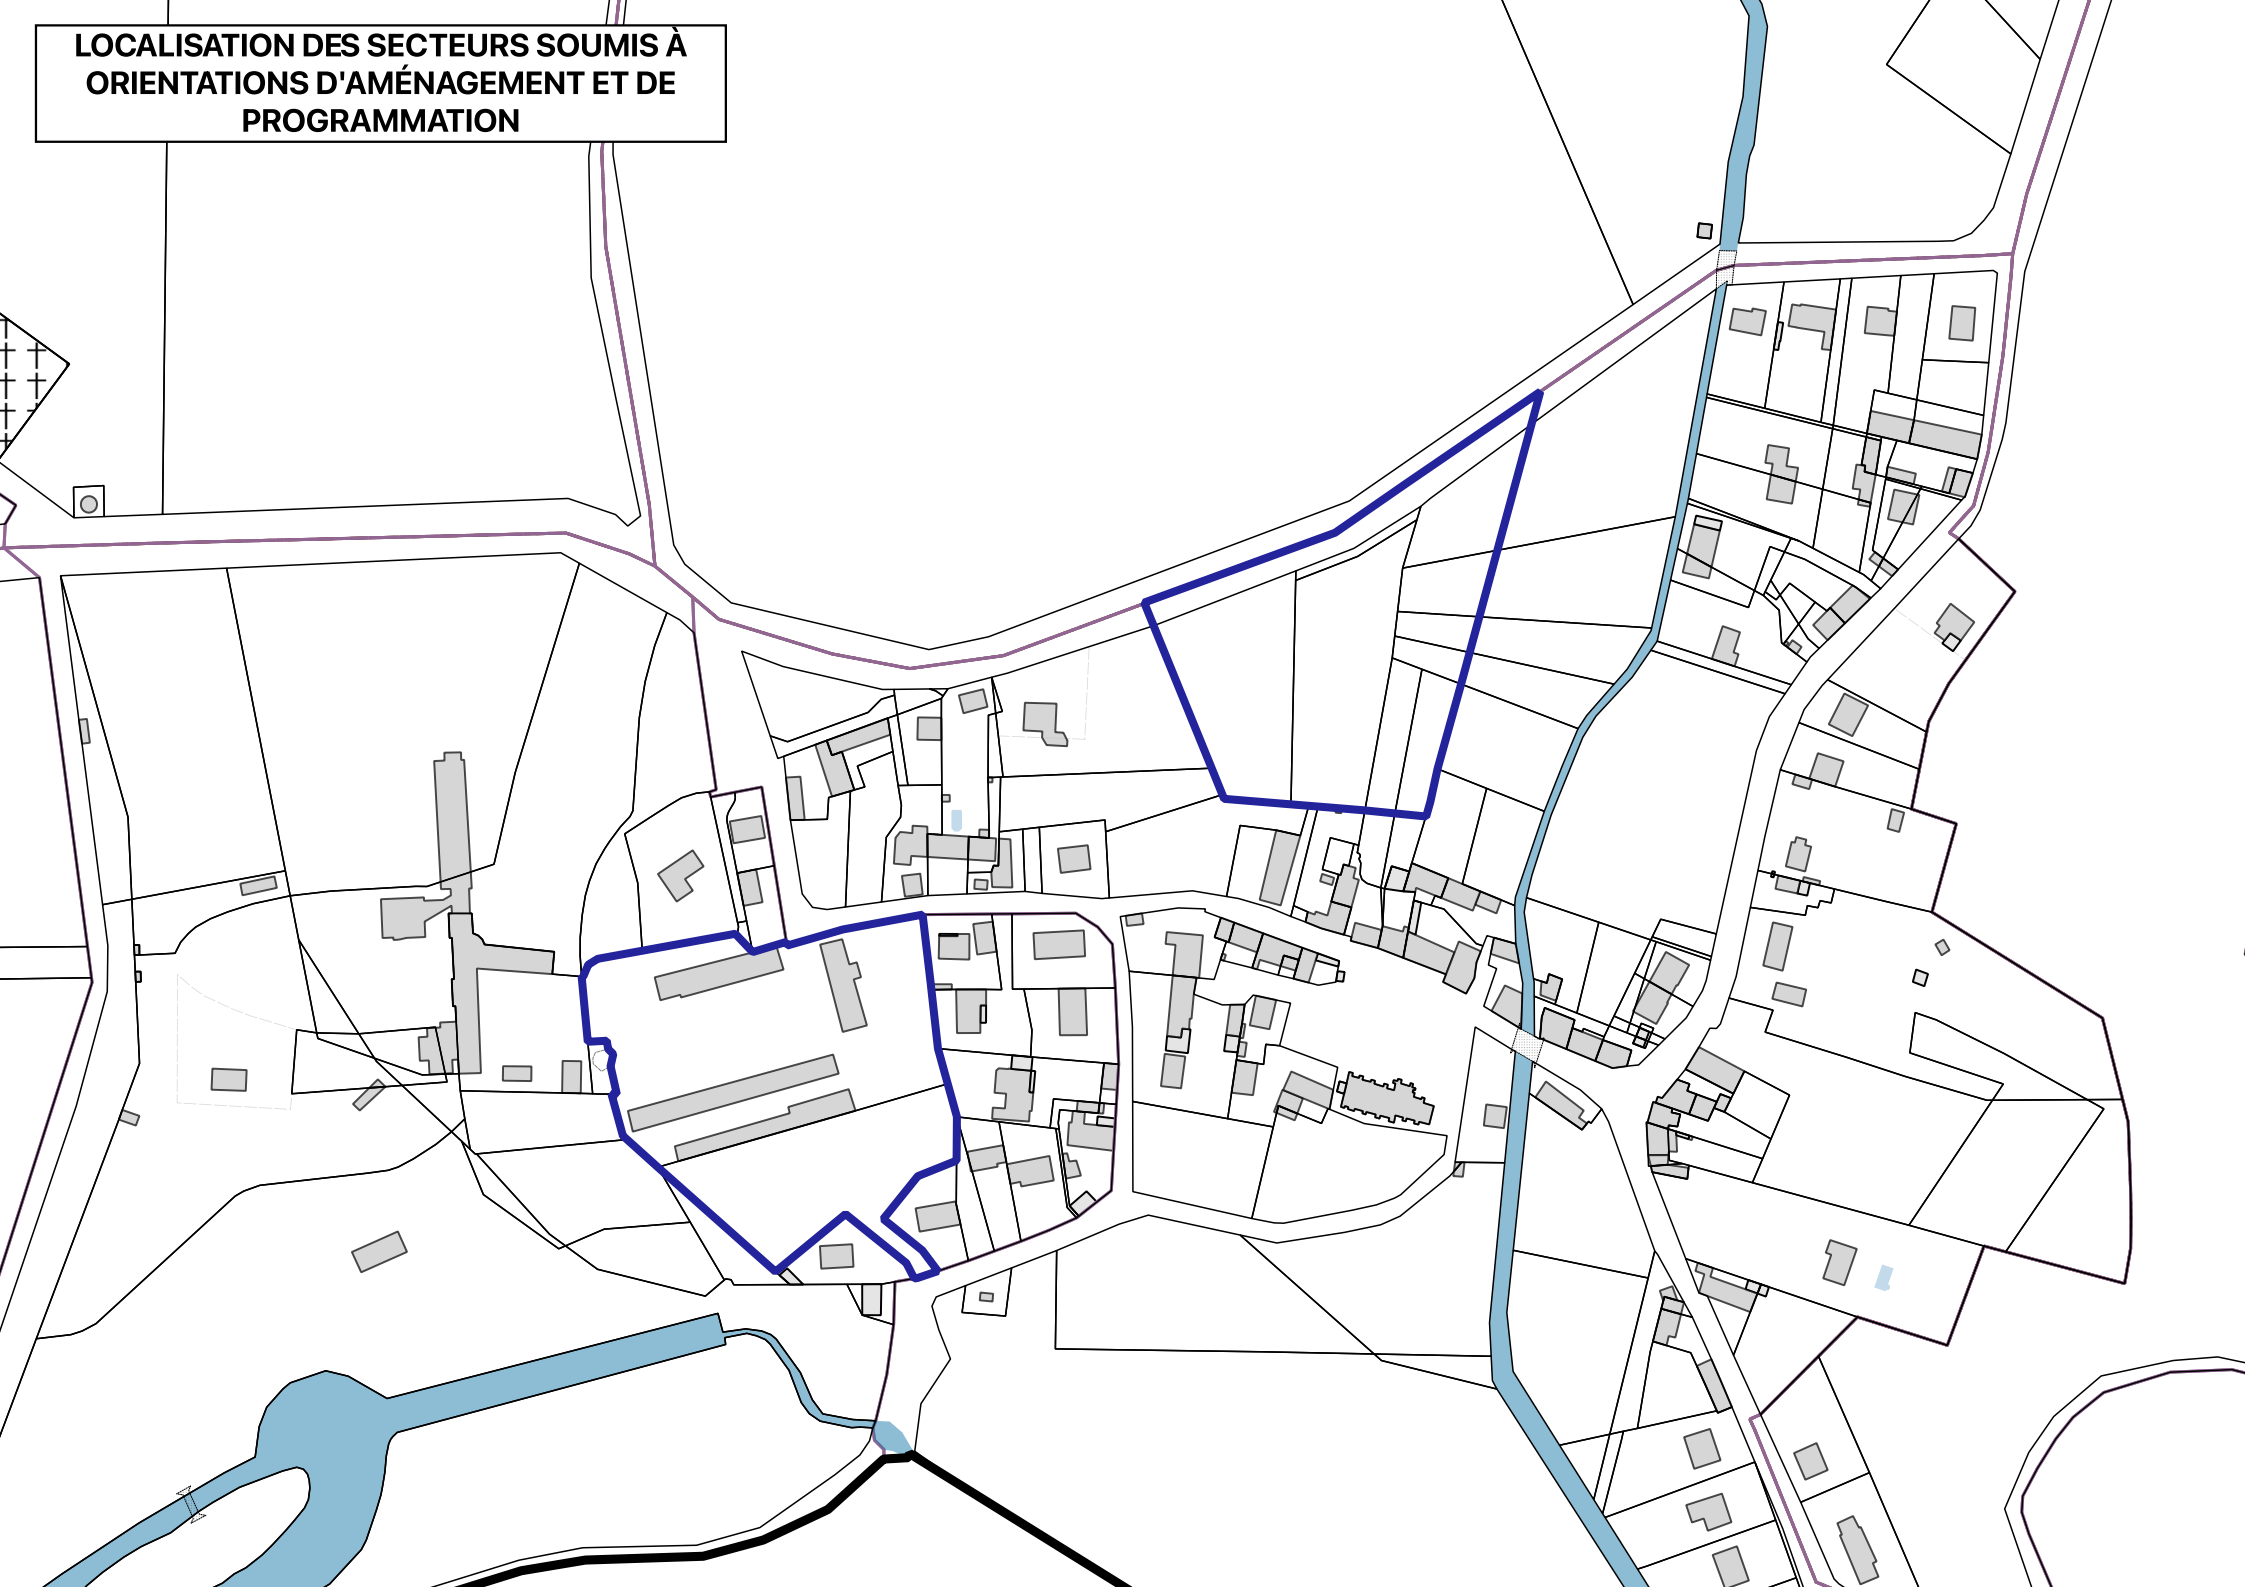 LOCALISATION DES SECTEURS SOUMIS À
ORIENTATIONS D'AMÉNAGEMENT ET DE
PROGRAMMATION